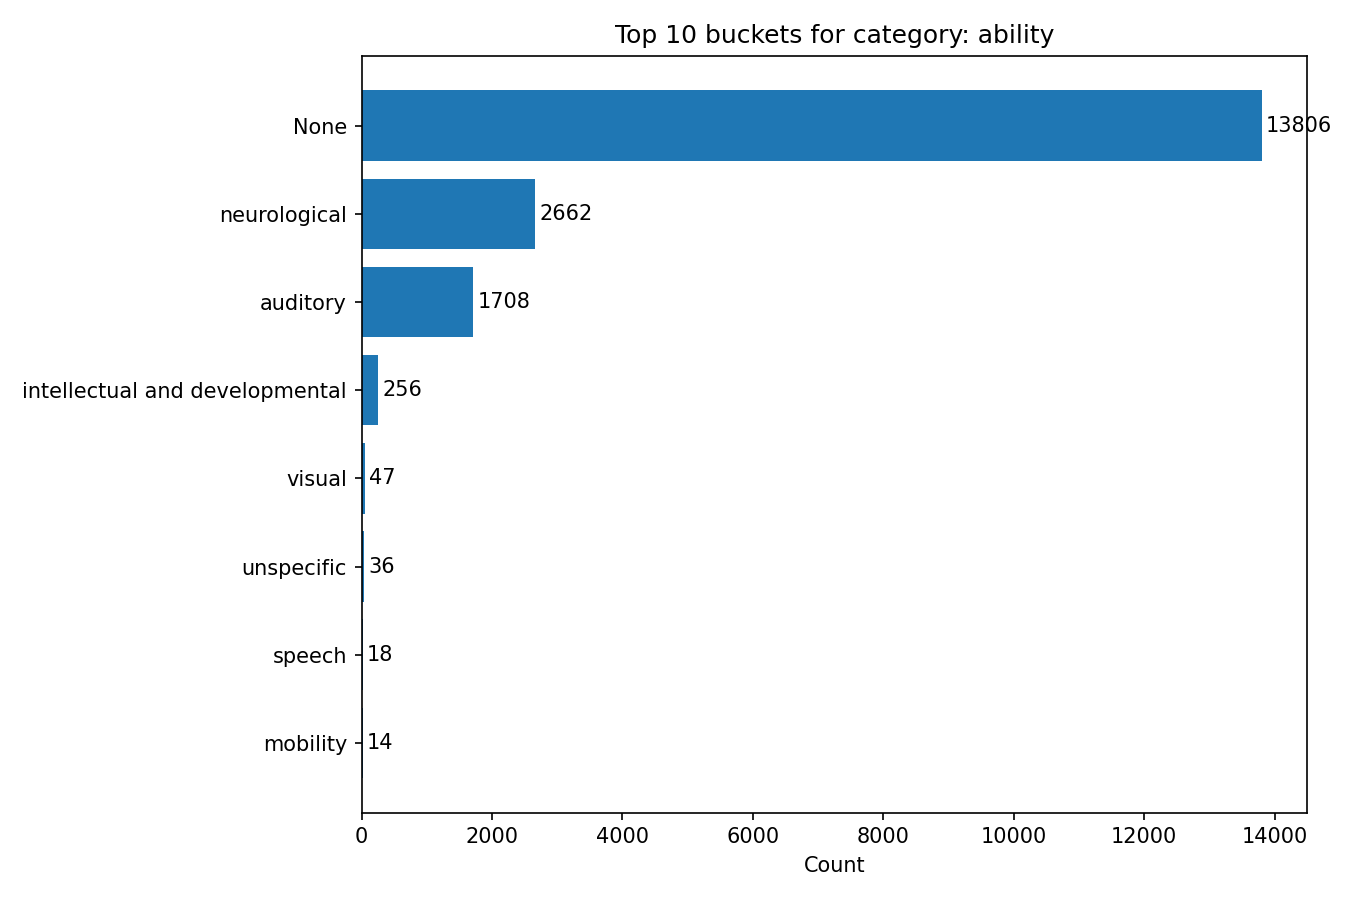 Top 10 buckets for category: ability
None 13806
neurological 2662
auditory 1708
intellectual and developmental 256
visual 47
unspecific 36
speech 18
mobility 14
0 2000 4000 6000 8000 10000 12000 14000
Count